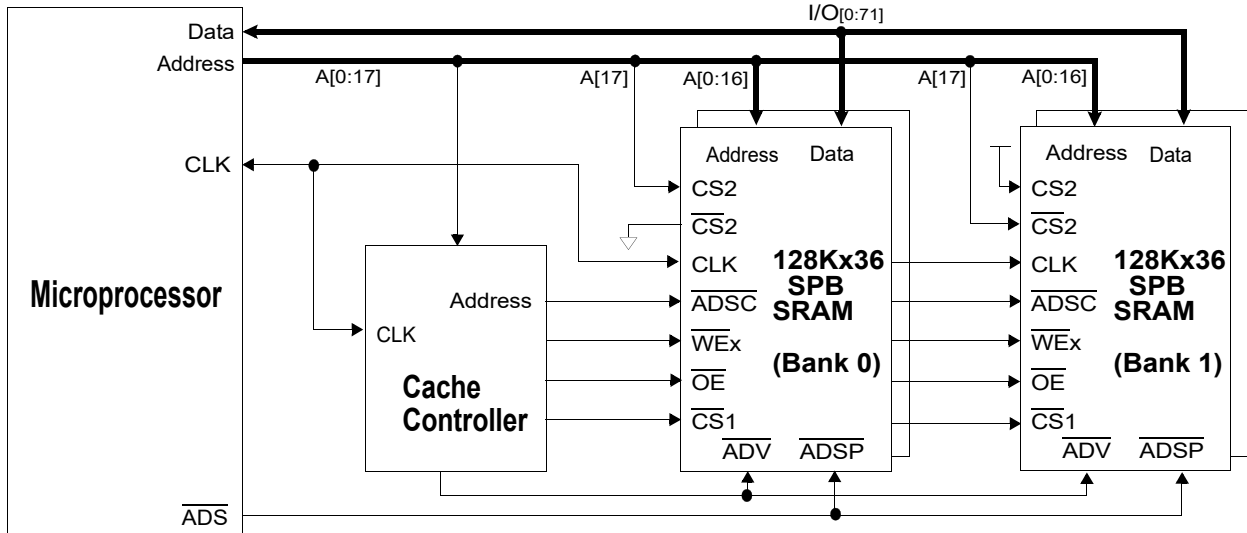 I/O[0:71]
Data
Address
A[0:17]
A[17]
A[0:16]
A[17]
A[0:16]
CLK
Microprocessor
ADS
Address
CLK
Cache
Controller
Address Data
CS2
CS2
CLK
ADSC
WEx
OE
CS1
ADV ADSP
128Kx36
SPB
SRAM
(Bank 0)
Address Data
CS2
CS2
CLK
ADSC
WEx
OE
CS1
ADV ADSP
128Kx36
SPB
SRAM
(Bank 1)